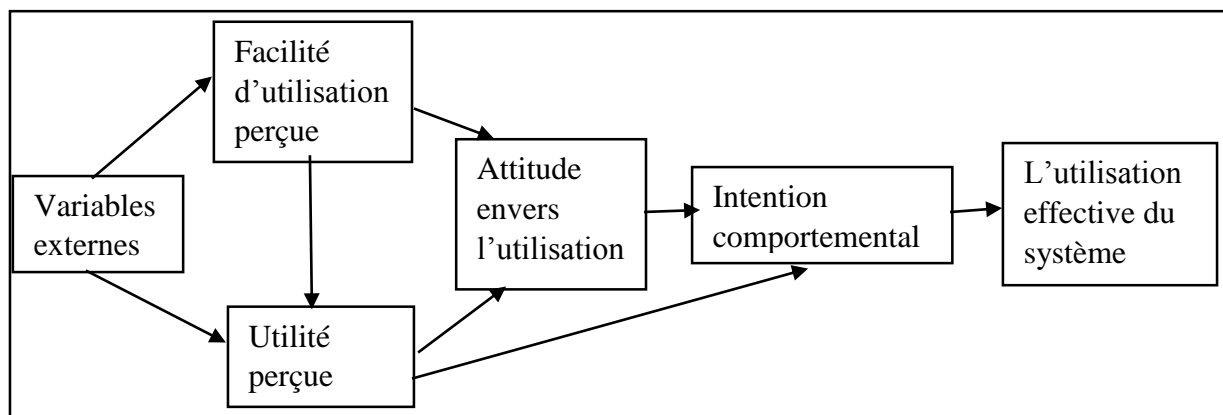 Facilité
d’utilisation
perçue
Variables
externes
Utilité
perçue
Attitude
envers
l’utilisation
Intention
comportemental
L’utilisation
effective du
système